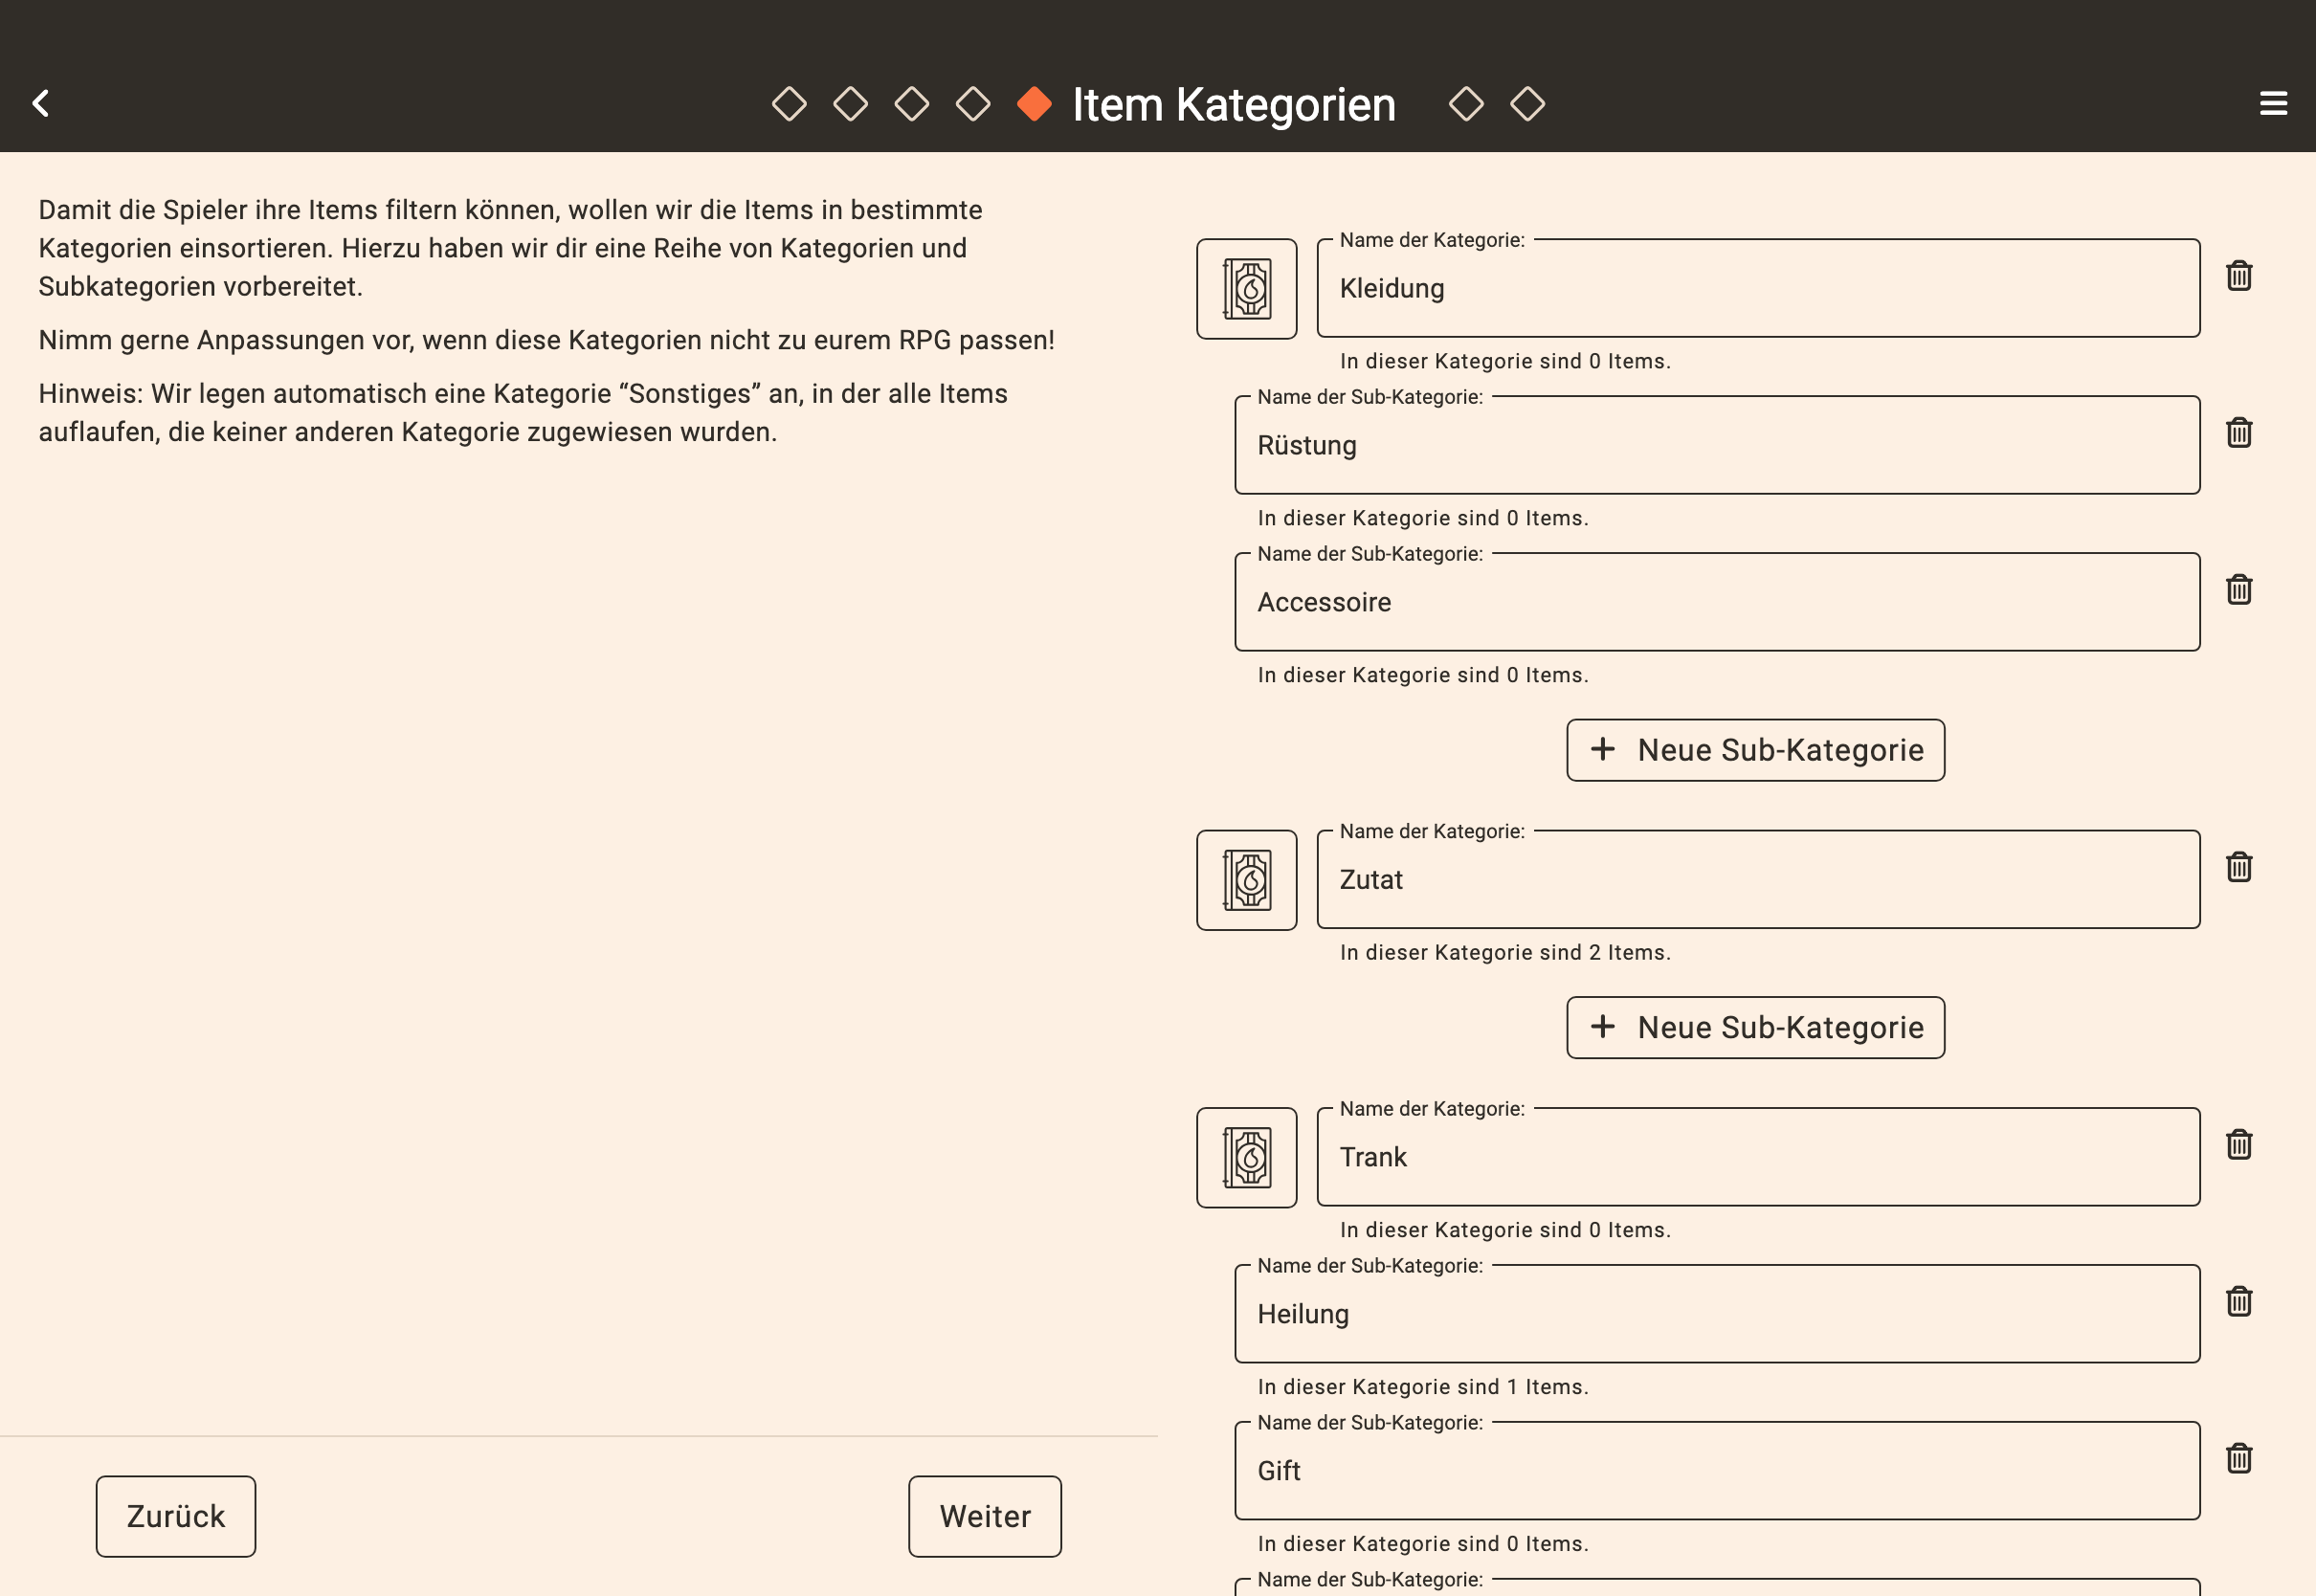 Item Kategorien
Damit die Spieler ihre Items filtern können, wollen wir die Items in bestimmte
Kategorien einsortieren. Hierzu haben wir dir eine Reihe von Kategorien und
Subkategorien vorbereitet.
Nimm gerne Anpassungen vor, wenn diese Kategorien nicht zu eurem RPG passen!
Hinweis: Wir legen automatisch eine Kategorie “Sonstiges” an, in der alle Items
auflaufen, die keiner anderen Kategorie zugewiesen wurden.
Zurück
Weiter
Name der Kategorie:
Kleidung
In dieser Kategorie sind 0 Items.
Name der Sub-Kategorie:
Rüstung
In dieser Kategorie sind 0 Items.
Name der Sub-Kategorie:
Accessoire
In dieser Kategorie sind 0 Items.
+ Neue Sub-Kategorie
Name der Kategorie:
Zutat
In dieser Kategorie sind 2 Items.
+ Neue Sub-Kategorie
Name der Kategorie:
Trank
In dieser Kategorie sind 0 Items.
Name der Sub-Kategorie:
Heilung
In dieser Kategorie sind 1 Items.
Name der Sub-Kategorie:
Gift
In dieser Kategorie sind 0 Items.
Name der Sub-Kategorie: